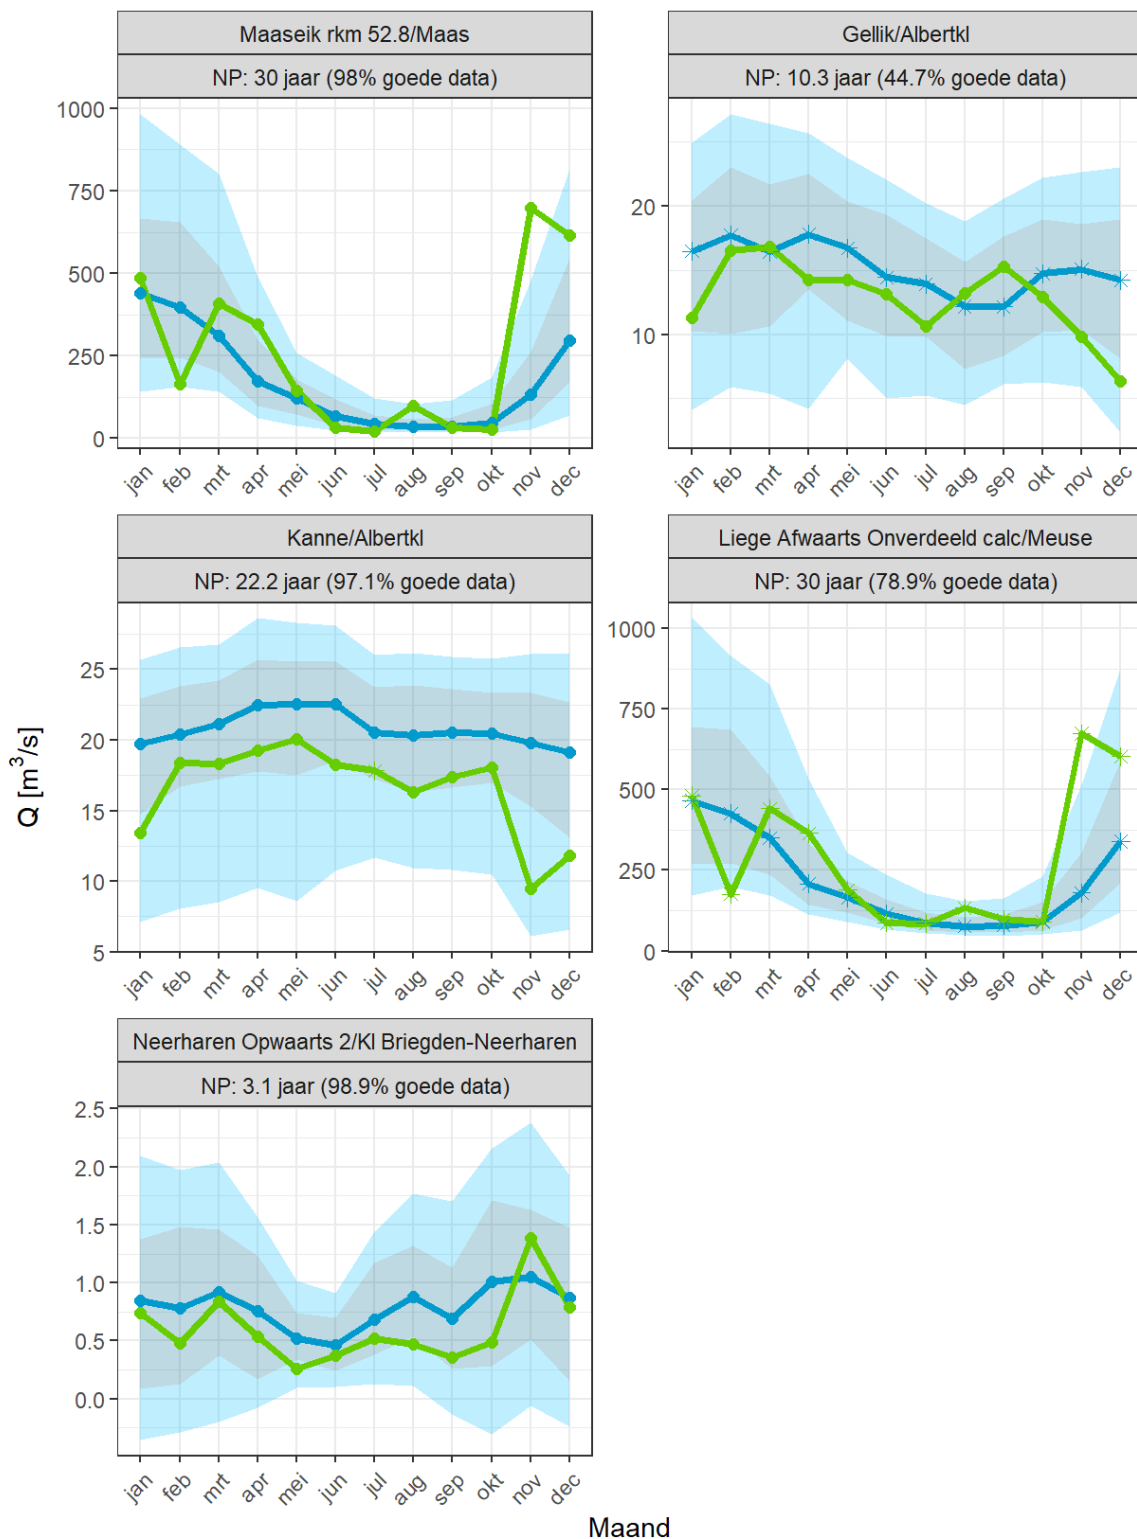 Maaseik rkm 52.8/Maas
NP: 30 jaar (98% goede data)
1000
750
500
250
0
jan feb mrt apr mei jun jul aug sep okt nov dec
Gellik/Albertkl
NP: 10.3 jaar (44.7% goede data)
20
10
jan feb mrt apr mei jun jul aug sep okt nov dec
Kanne/Albertkl
NP: 22.2 jaar (97.1% goede data)
25
20
15
10
5
jan feb mrt apr mei jun jul aug sep okt nov dec
Liege Afwaarts Onverdeeld calc/Meuse
NP: 30 jaar (78.9% goede data)
1000
750
500
250
0
jan feb mrt apr mei jun jul aug sep okt nov dec
Neerharen Opwaarts 2/Kl Briegden-Neerharen
NP: 3.1 jaar (98.9% goede data)
2.5
2.0
1.5
1.0
0.5
0.0
jan feb mrt apr mei jun jul aug sep okt nov dec
Q [m³/s]
Maand